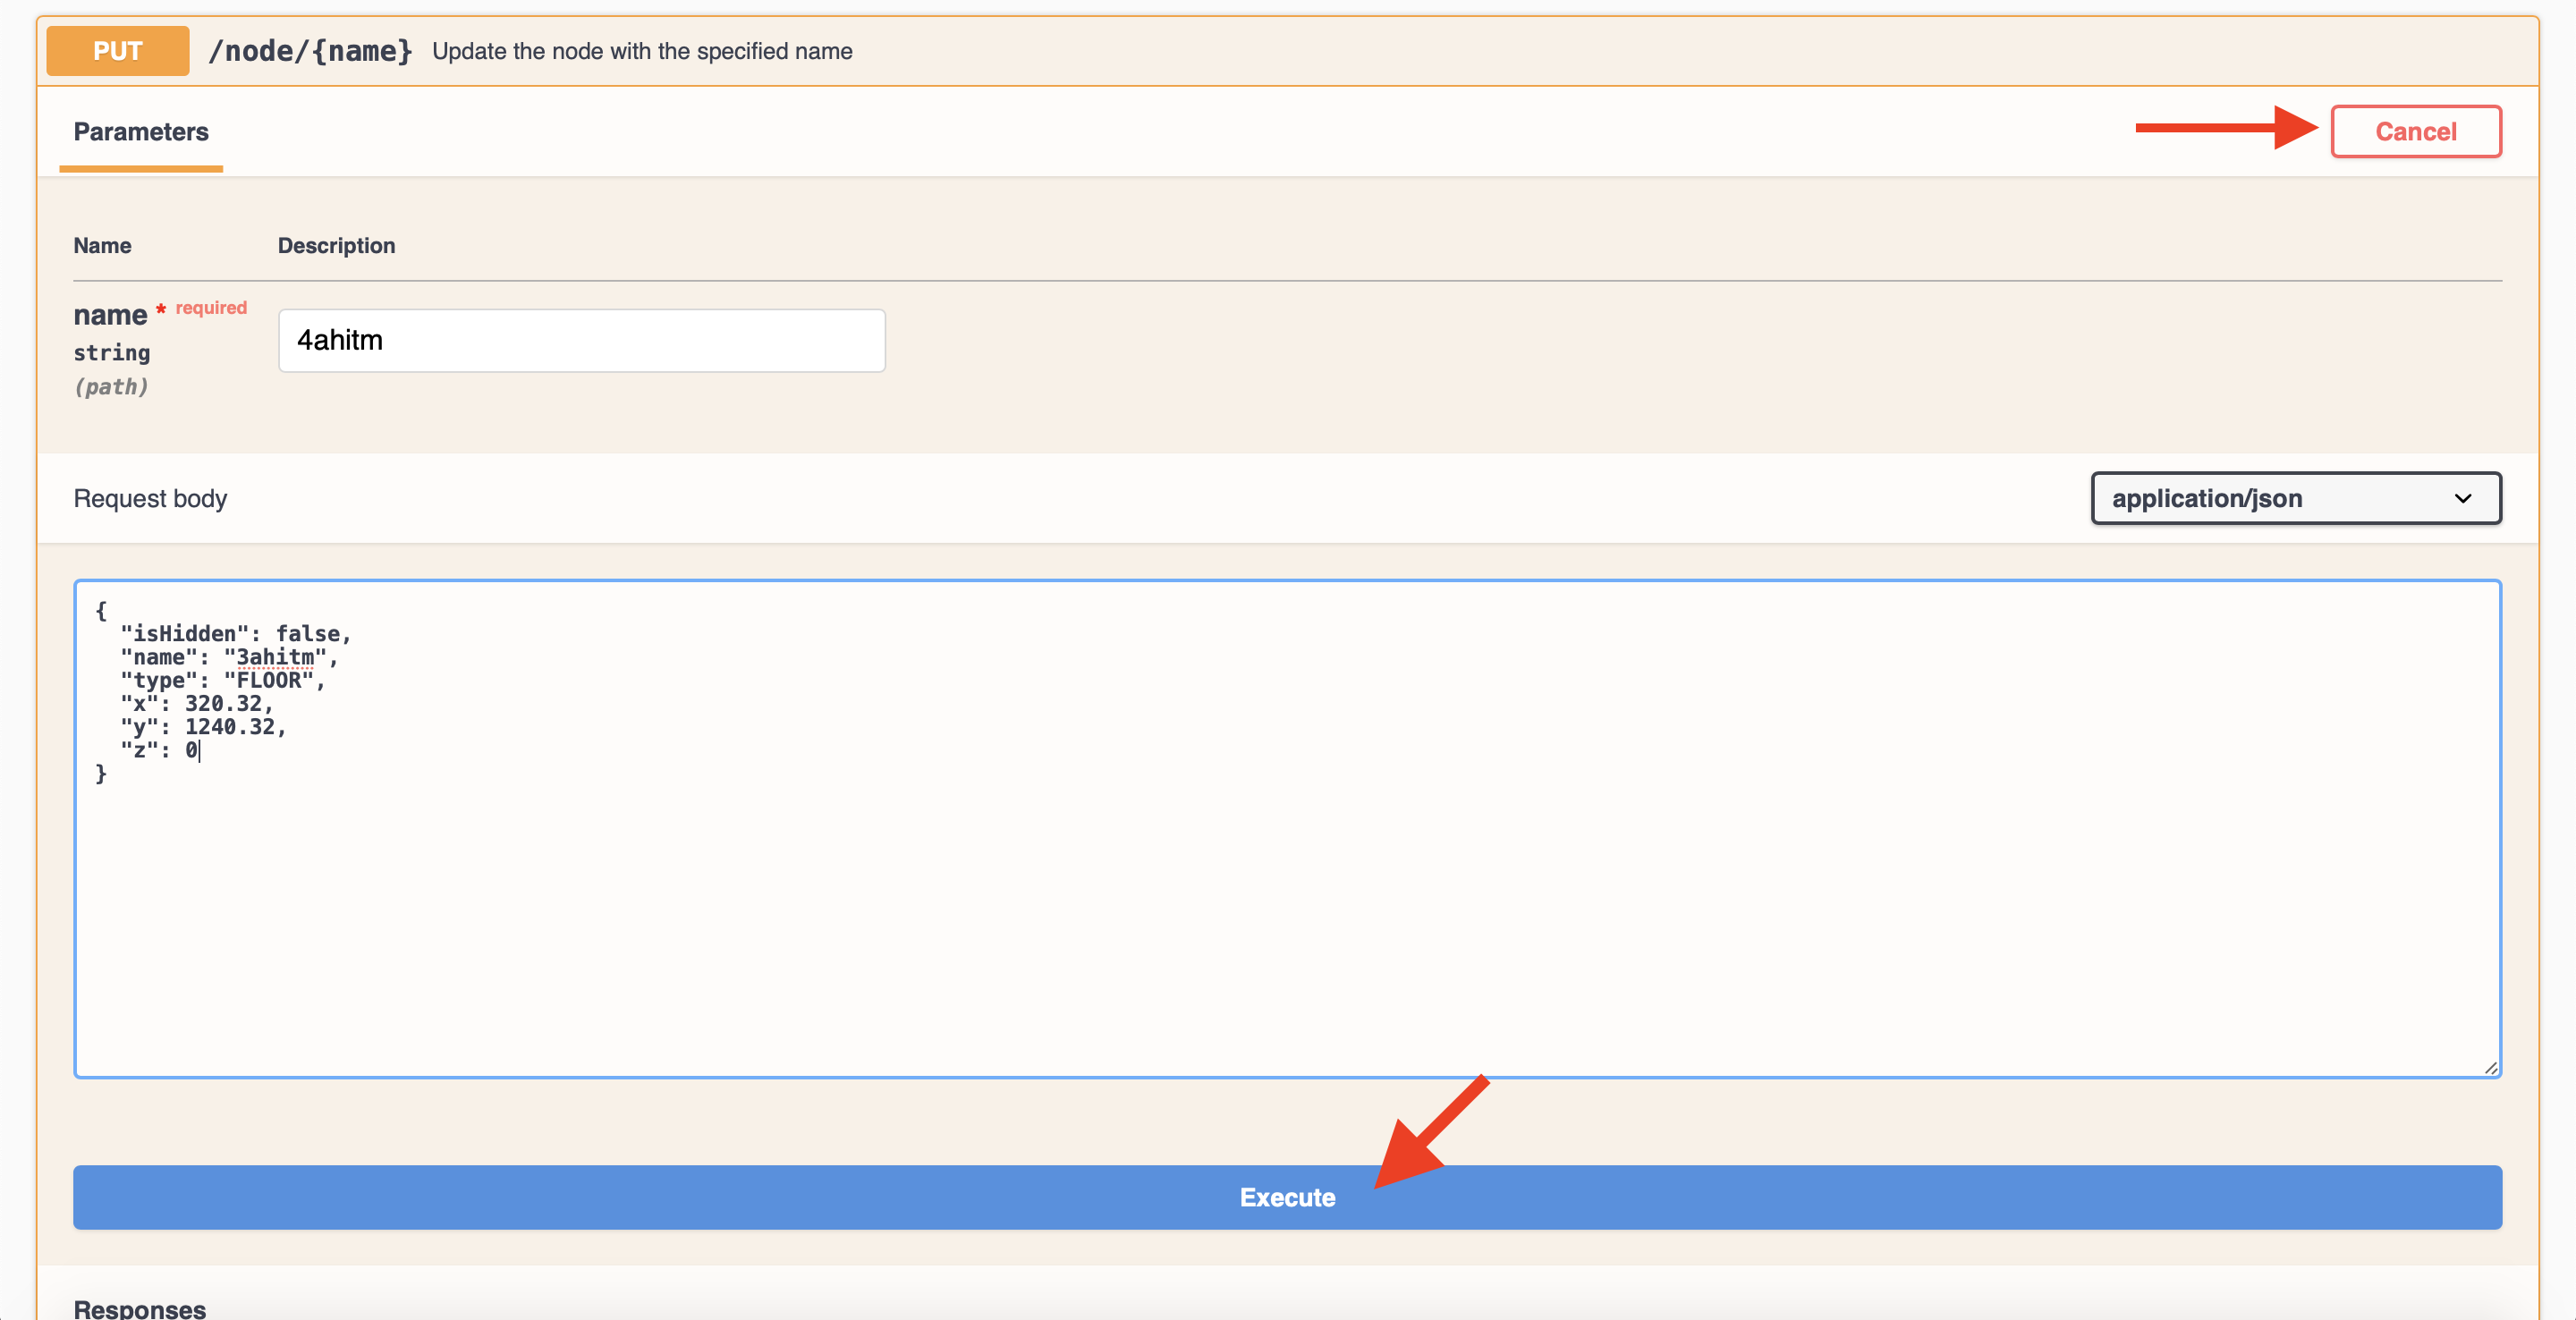 PUT /node/{name} Update the node with the specified name
Parameters
Cancel
Name Description
name * required
string
(path)
4ahitm
Request body
application/json
{
  "isHidden": false,
  "name": "3ahitm",
  "type": "FLOOR",
  "x": 320.32,
  "y": 1240.32,
  "z": 0
}
Execute
Responses